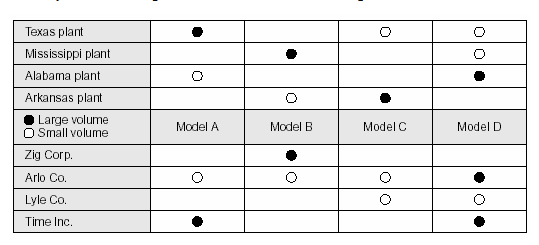 Texas plant
Mississippi plant
Alabama plant
Arkansas plant
● Large volume
○ Small volume
Model A Model B Model C Model D
Zig Corp.
Arlo Co.
Lyle Co.
Time Inc.